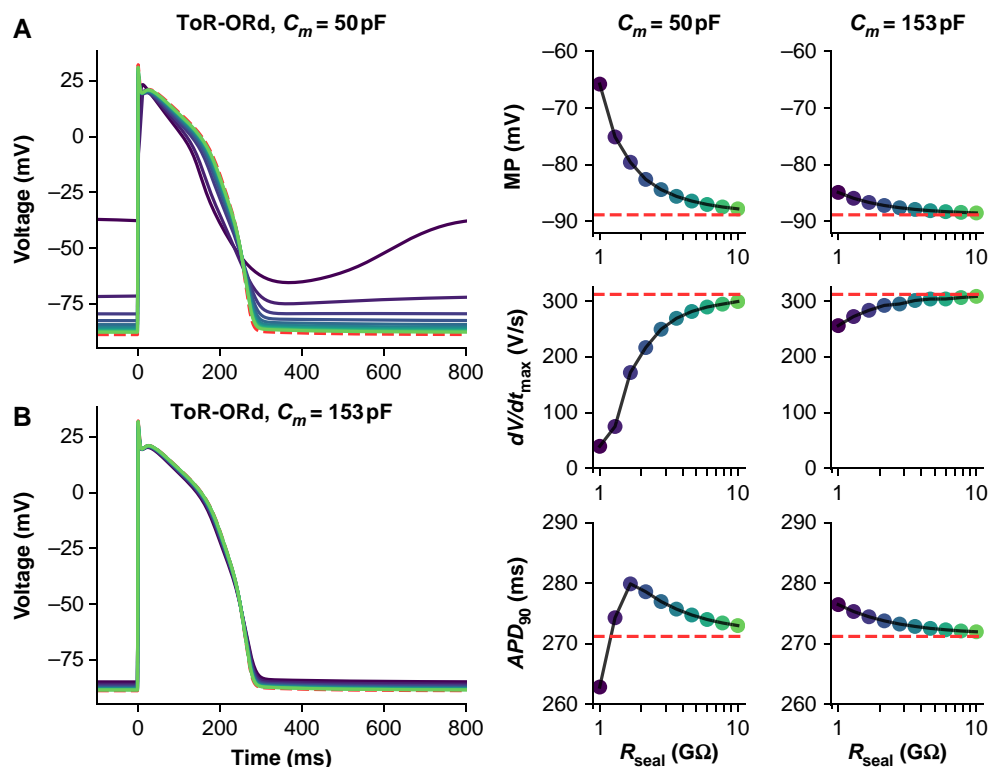 A
ToR-ORd, Cm = 50 pF
Voltage (mV)
25
0
−25
−50
−75
0 200 400 600 800
B
ToR-ORd, Cm = 153 pF
Voltage (mV)
25
0
−25
−50
−75
0 200 400 600 800
Time (ms)
Cm = 50 pF
Cm = 153 pF
MP (mV)
−60
−70
−80
−90
1 10
−60
−70
−80
−90
1 10
dV/dtmax (V/s)
300
200
100
0
1 10
300
200
100
0
1 10
APD90 (ms)
290
280
270
260
1 10
Rseal (GΩ)
290
280
270
260
1 10
Rseal (GΩ)